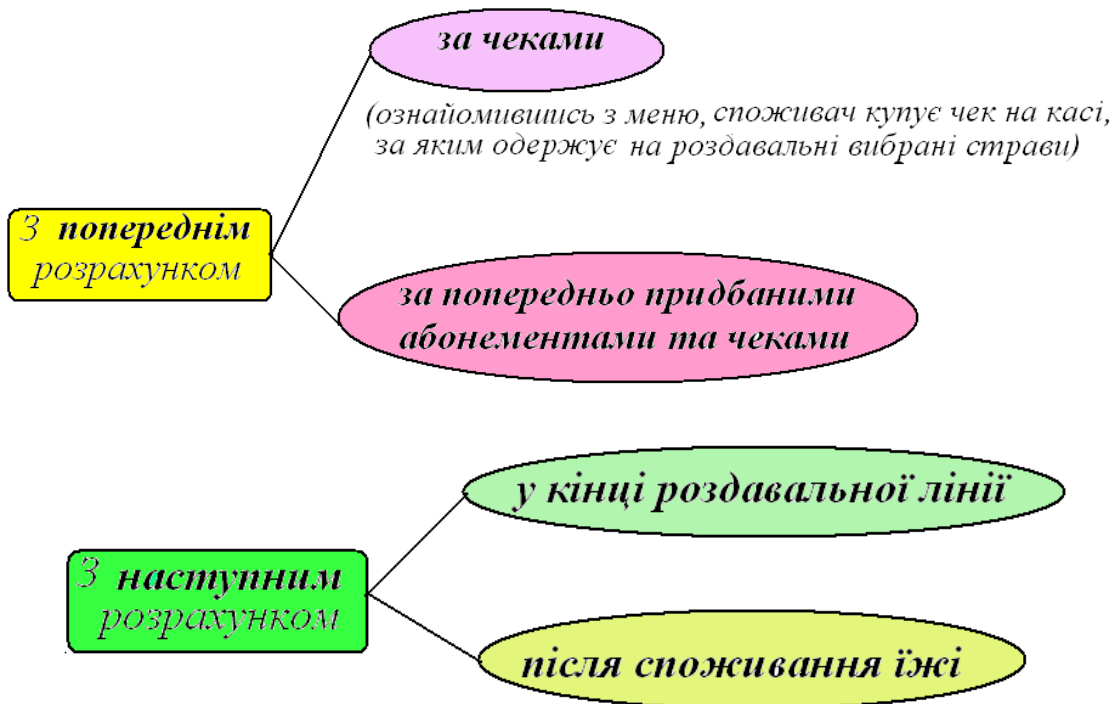 за чеками
(ознайомившись з меню, споживач купує чек на касі,
за яким одержує на роздавальні вибрані страви)
З попереднім
розрахунком
за попередньо придбаними
абонементами та чеками
у кінці роздавальної лінії
З наступним
розрахунком
після споживання їжі